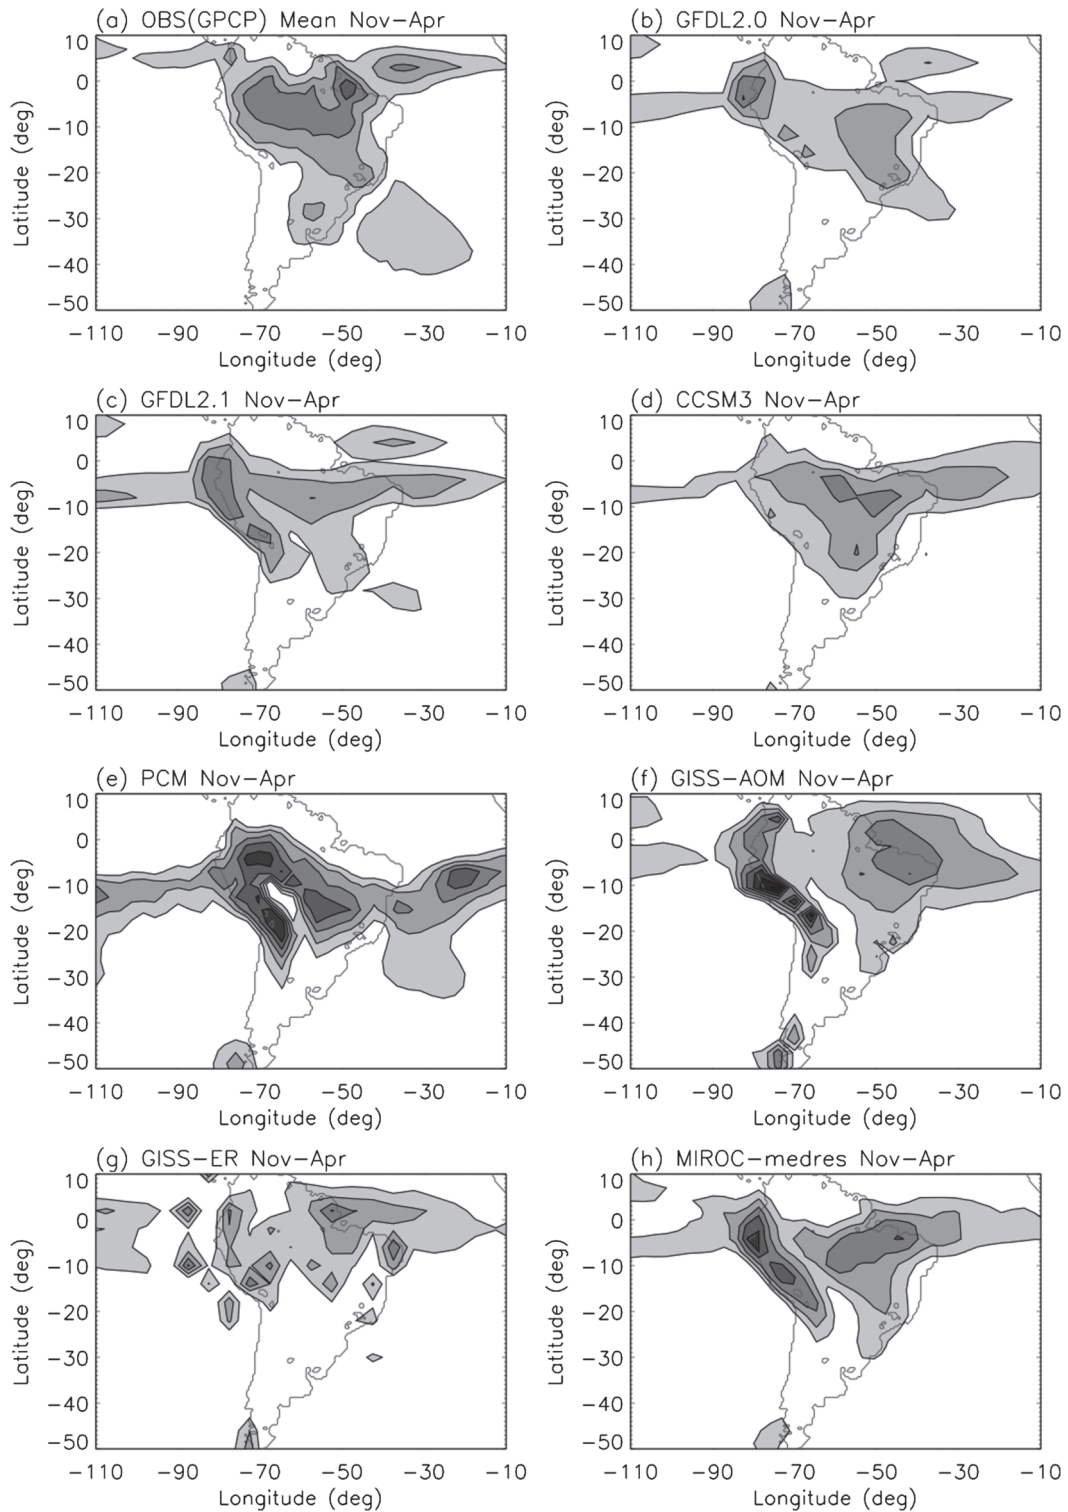 (a) OBS(GPCP) Mean Nov-Apr
(b) GFDL2.0 Nov-Apr
10
0
-10
-20
-30
-40
-50
Latitude (deg)
-110 -90 -70 -50 -30 -10
Longitude (deg)
10
0
-10
-20
-30
-40
-50
Latitude (deg)
-110 -90 -70 -50 -30 -10
Longitude (deg)
(c) GFDL2.1 Nov-Apr
(d) CCSM3 Nov-Apr
10
0
-10
-20
-30
-40
-50
Latitude (deg)
-110 -90 -70 -50 -30 -10
Longitude (deg)
10
0
-10
-20
-30
-40
-50
Latitude (deg)
-110 -90 -70 -50 -30 -10
Longitude (deg)
(e) PCM Nov-Apr
(f) GISS-AOM Nov-Apr
10
0
-10
-20
-30
-40
-50
Latitude (deg)
-110 -90 -70 -50 -30 -10
Longitude (deg)
10
0
-10
-20
-30
-40
-50
Latitude (deg)
-110 -90 -70 -50 -30 -10
Longitude (deg)
(g) GISS-ER Nov-Apr
(h) MIROC-medres Nov-Apr
10
0
-10
-20
-30
-40
-50
Latitude (deg)
-110 -90 -70 -50 -30 -10
Longitude (deg)
10
0
-10
-20
-30
-40
-50
Latitude (deg)
-110 -90 -70 -50 -30 -10
Longitude (deg)